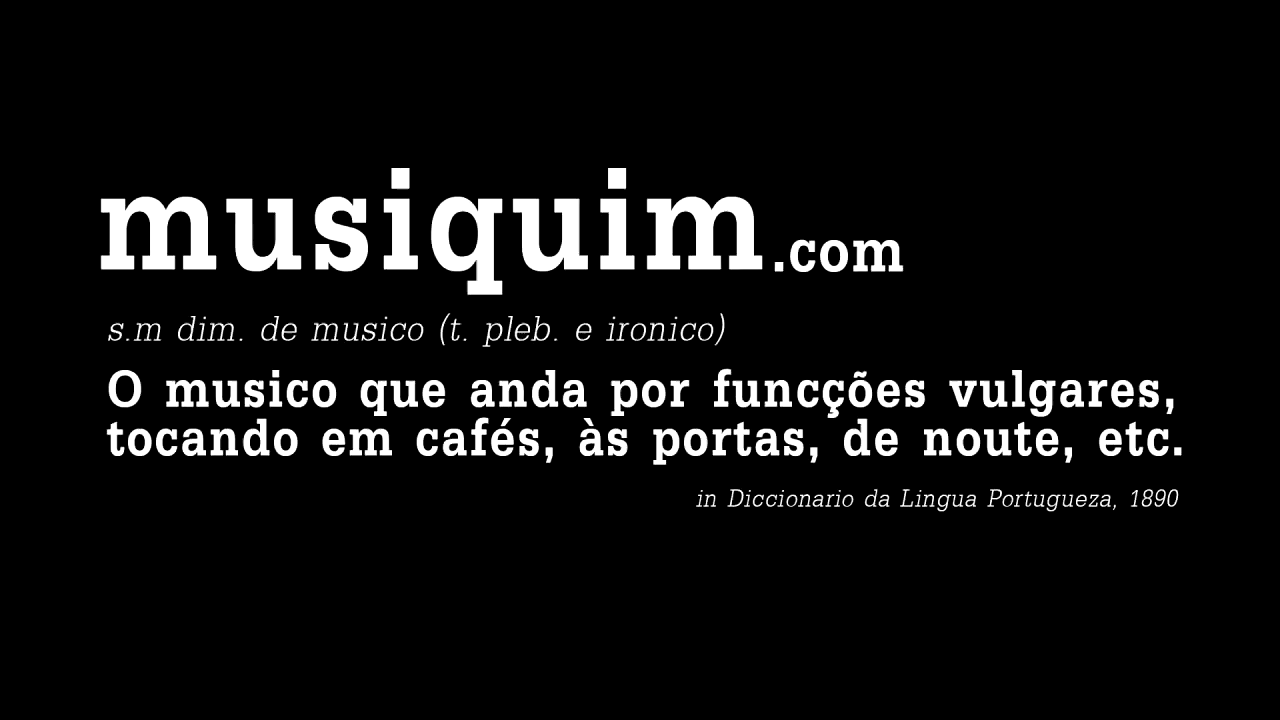 musiquim.com
s.m dim. de musico (t. pleb. e ironico)
O musico que anda por funcções vulgares,
tocando em cafés, às portas, de noute, etc.
in Diccionario da Lingua Portugueza, 1890